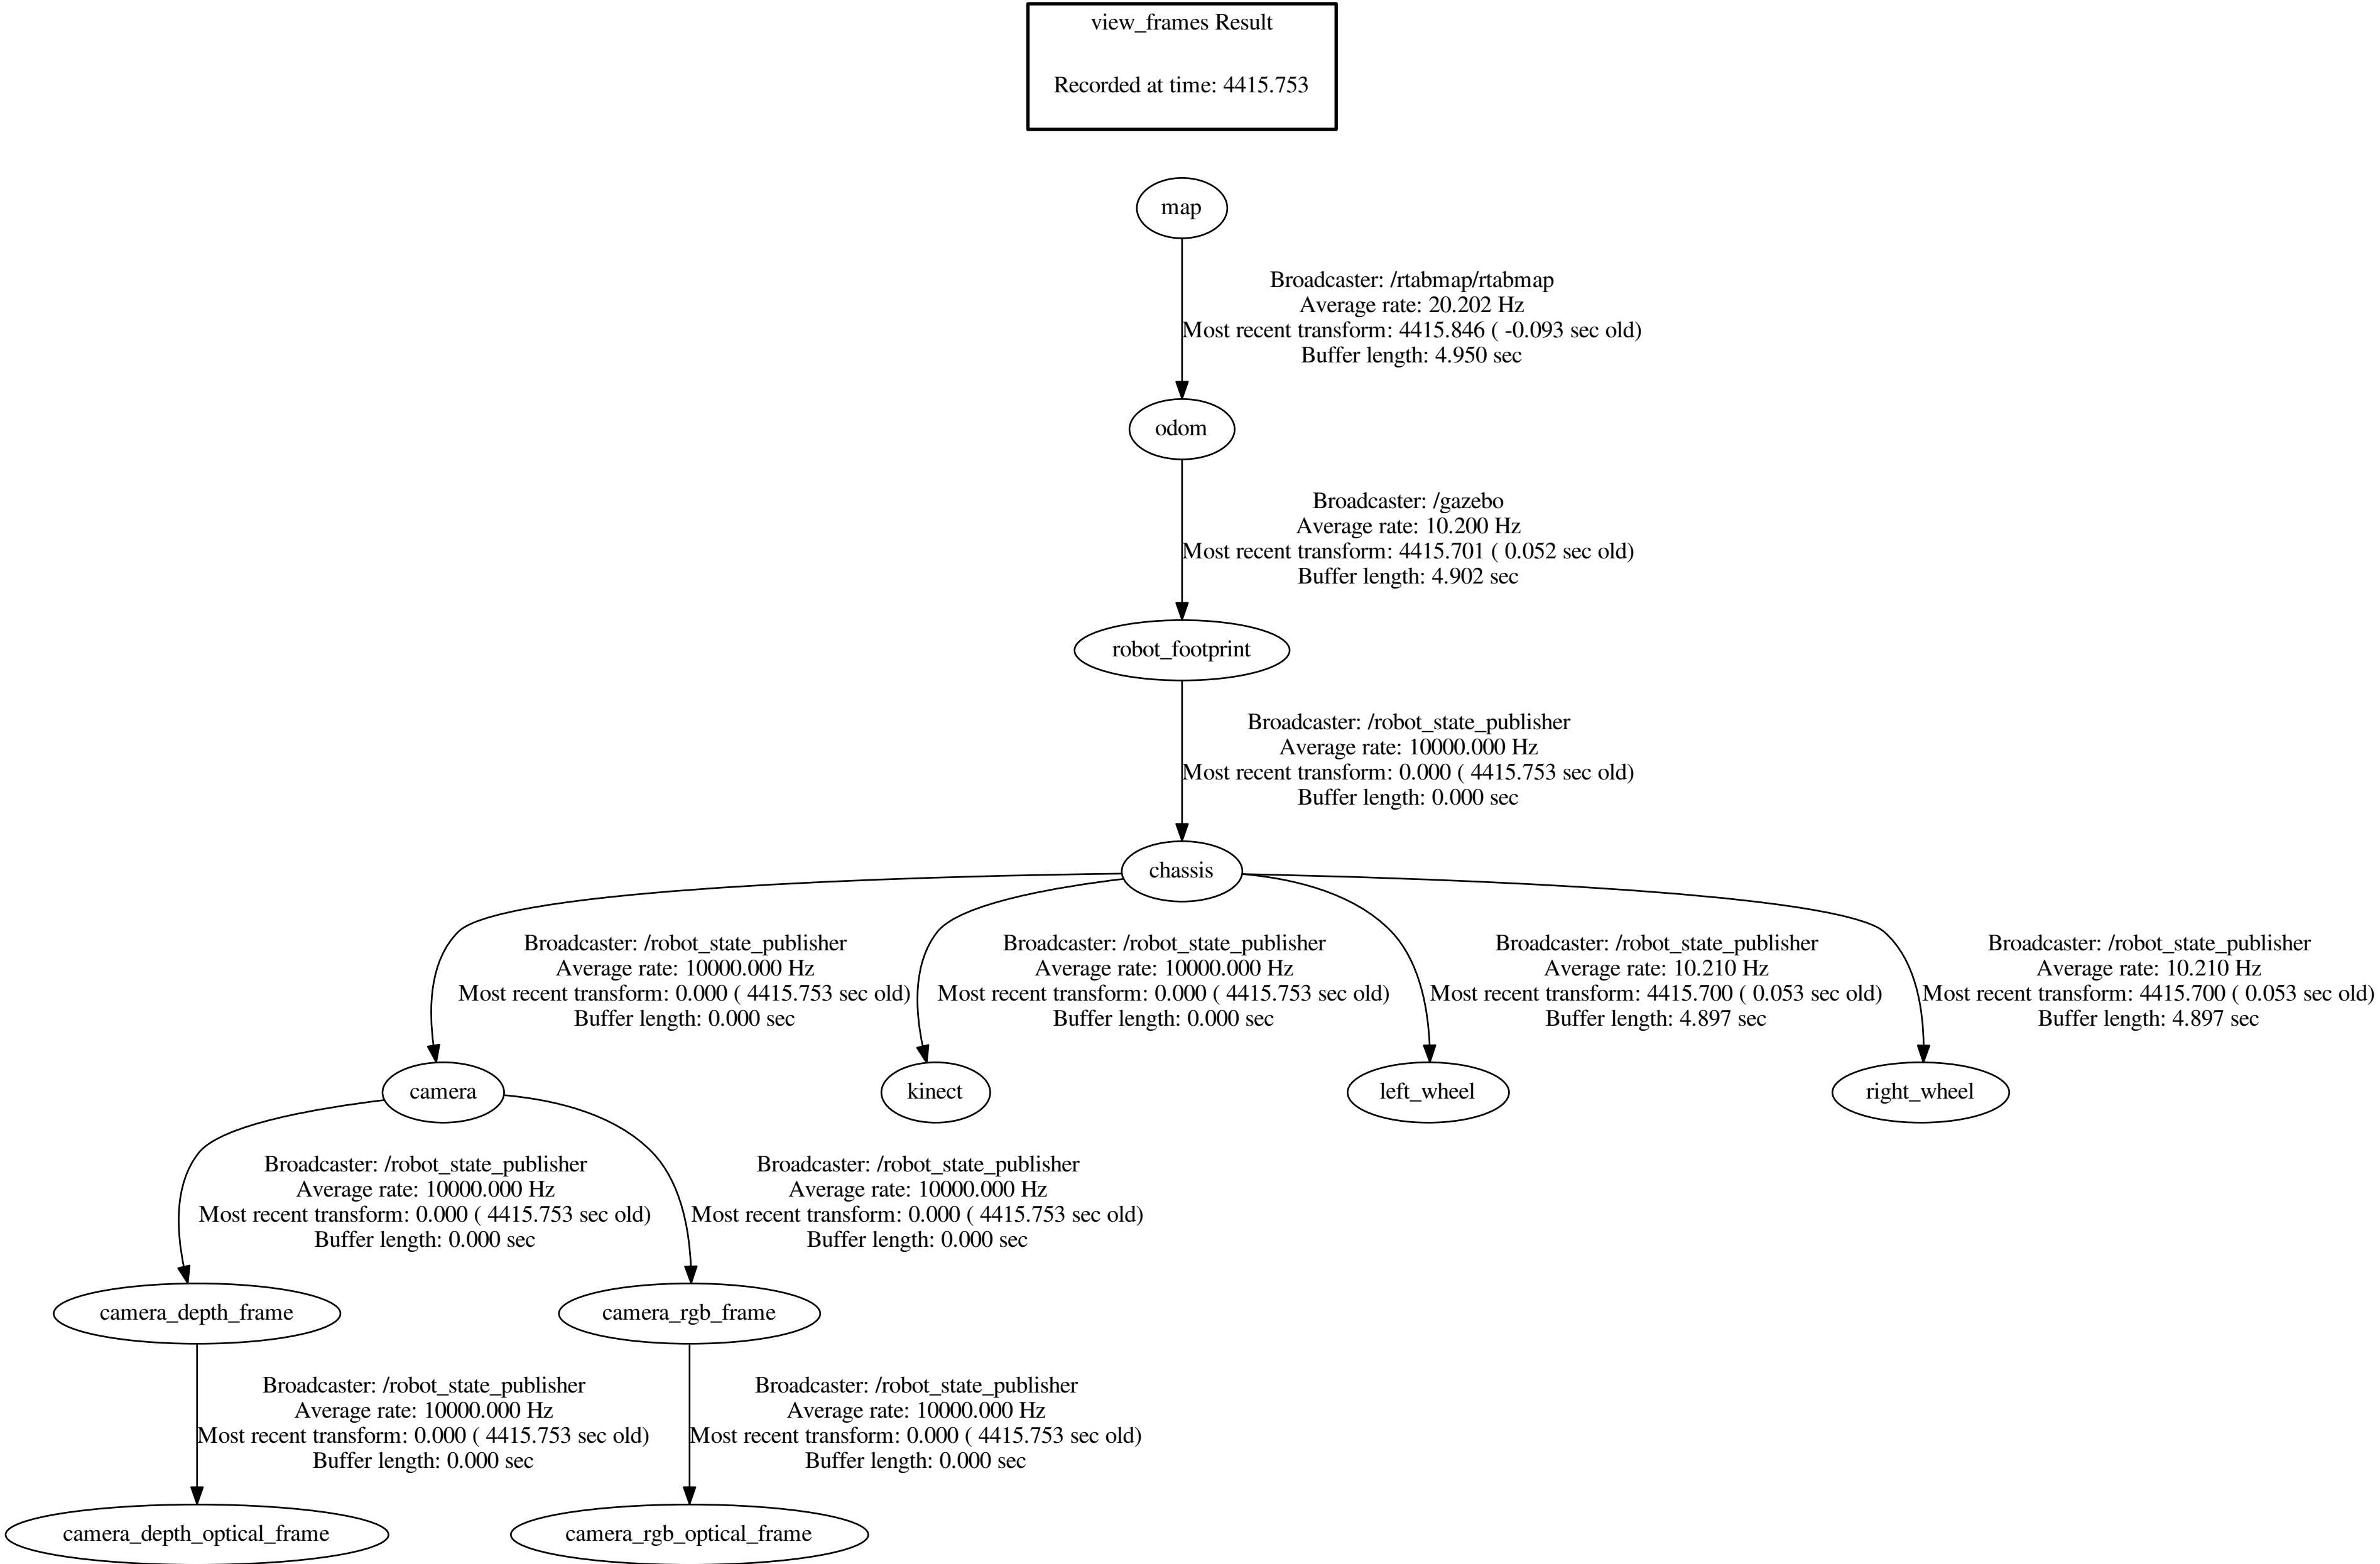 view_frames Result
Recorded at time: 4415.753
map
Broadcaster: /rtabmap/rtabmap
Average rate: 20.202 Hz
Most recent transform: 4415.846 ( -0.093 sec old)
Buffer length: 4.950 sec
odom
Broadcaster: /gazebo
Average rate: 10.200 Hz
Most recent transform: 4415.701 ( 0.052 sec old)
Buffer length: 4.902 sec
robot_footprint
Broadcaster: /robot_state_publisher
Average rate: 10000.000 Hz
Most recent transform: 0.000 ( 4415.753 sec old)
Buffer length: 0.000 sec
chassis
Broadcaster: /robot_state_publisher
Average rate: 10000.000 Hz
Most recent transform: 0.000 ( 4415.753 sec old)
Buffer length: 0.000 sec
Broadcaster: /robot_state_publisher
Average rate: 10000.000 Hz
Most recent transform: 0.000 ( 4415.753 sec old)
Buffer length: 0.000 sec
Broadcaster: /robot_state_publisher
Average rate: 10.210 Hz
Most recent transform: 4415.700 ( 0.053 sec old)
Buffer length: 4.897 sec
Broadcaster: /robot_state_publisher
Average rate: 10.210 Hz
Most recent transform: 4415.700 ( 0.053 sec old)
Buffer length: 4.897 sec
camera
kinect
left_wheel
right_wheel
Broadcaster: /robot_state_publisher
Average rate: 10000.000 Hz
Most recent transform: 0.000 ( 4415.753 sec old)
Buffer length: 0.000 sec
Broadcaster: /robot_state_publisher
Average rate: 10000.000 Hz
Most recent transform: 0.000 ( 4415.753 sec old)
Buffer length: 0.000 sec
camera_depth_frame
camera_rgb_frame
Broadcaster: /robot_state_publisher
Average rate: 10000.000 Hz
Most recent transform: 0.000 ( 4415.753 sec old)
Buffer length: 0.000 sec
Broadcaster: /robot_state_publisher
Average rate: 10000.000 Hz
Most recent transform: 0.000 ( 4415.753 sec old)
Buffer length: 0.000 sec
camera_depth_optical_frame
camera_rgb_optical_frame